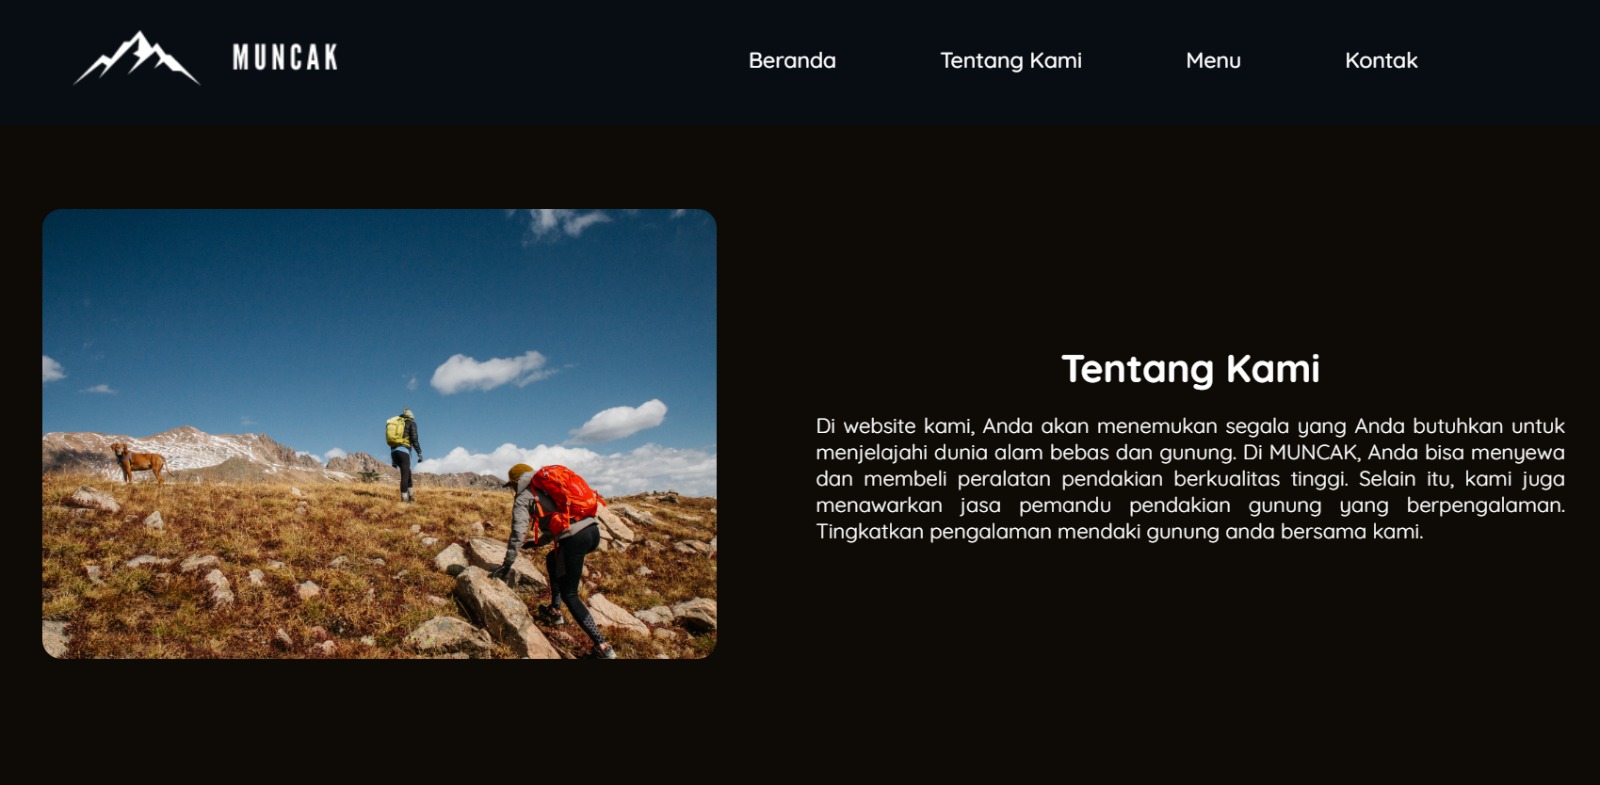 MUNCAK
Beranda
Tentang Kami
Menu
Kontak
Tentang Kami
Di website kami, Anda akan menemukan segala yang Anda butuhkan untuk
menjelajahi dunia alam bebas dan gunung. Di MUNCAK, Anda bisa menyewa
dan membeli peralatan pendakian berkualitas tinggi. Selain itu, kami juga
menawarkan jasa pemandu pendakian gunung yang berpengalaman.
Tingkatkan pengalaman mendaki gunung anda bersama kami.